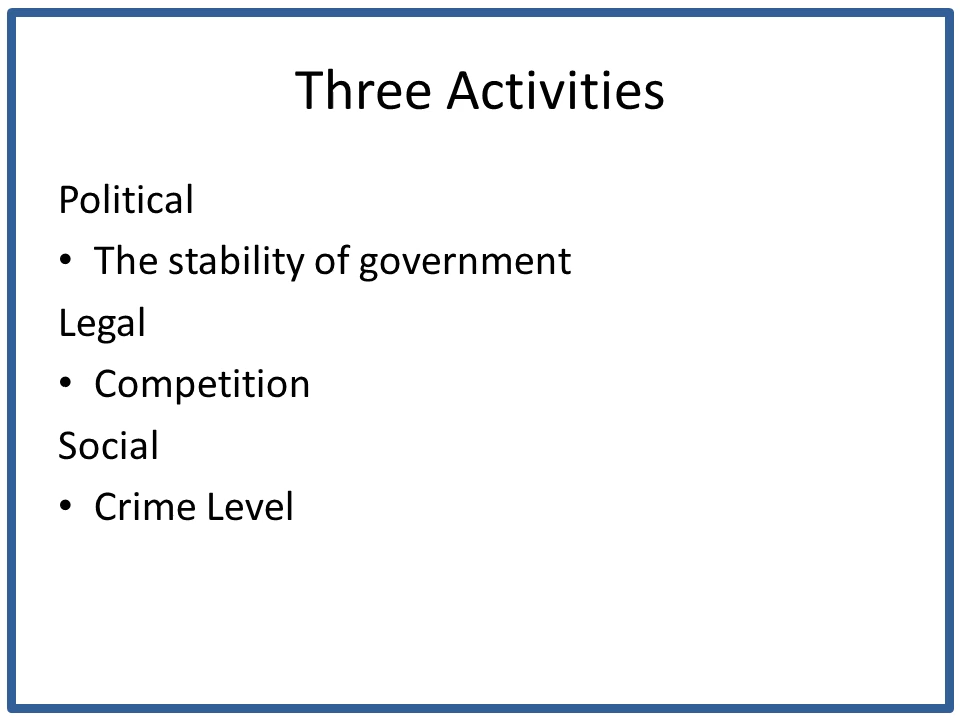 Three Activities
Political
• The stability of government
Legal
• Competition
Social
• Crime Level